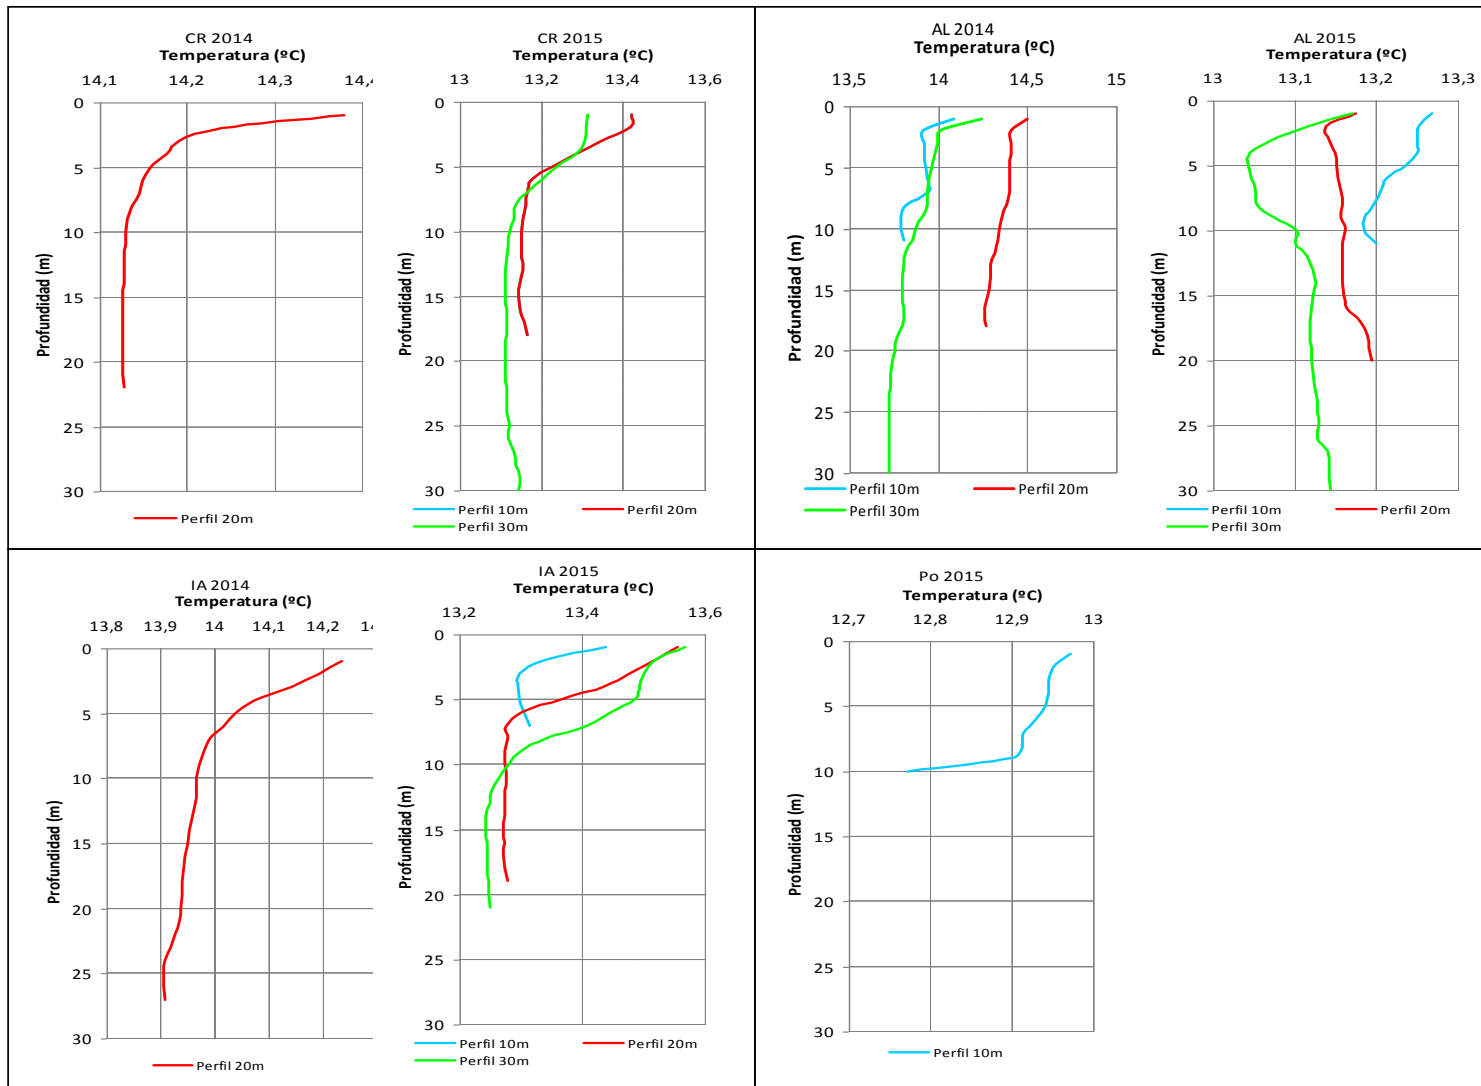 CR 2014
Temperatura (ºC)
14,1 14,2 14,3 14,4
0
5
10
15
20
25
30
Profundidad (m)
Perfil 20m
CR 2015
Temperatura (ºC)
13 13,2 13,4 13,6
0
5
10
15
20
25
30
Profundidad (m)
Perfil 10m Perfil 20m
Perfil 30m
AL 2014
Temperatura (ºC)
13,5 14 14,5 15
0
5
10
15
20
25
30
Profundidad (m)
Perfil 10m Perfil 20m
Perfil 30m
AL 2015
Temperatura (ºC)
13 13,1 13,2 13,3
0
5
10
15
20
25
30
Profundidad (m)
Perfil 10m Perfil 20m
Perfil 30m
IA 2014
Temperatura (ºC)
13,8 13,9 14 14,1 14,2
0
5
10
15
20
25
30
Profundidad (m)
Perfil 20m
IA 2015
Temperatura (ºC)
13,2 13,4 13,6
0
5
10
15
20
25
30
Profundidad (m)
Perfil 10m Perfil 20m
Perfil 30m
Po 2015
Temperatura (ºC)
12,7 12,8 12,9 13
0
5
10
15
20
25
30
Profundidad (m)
Perfil 10m